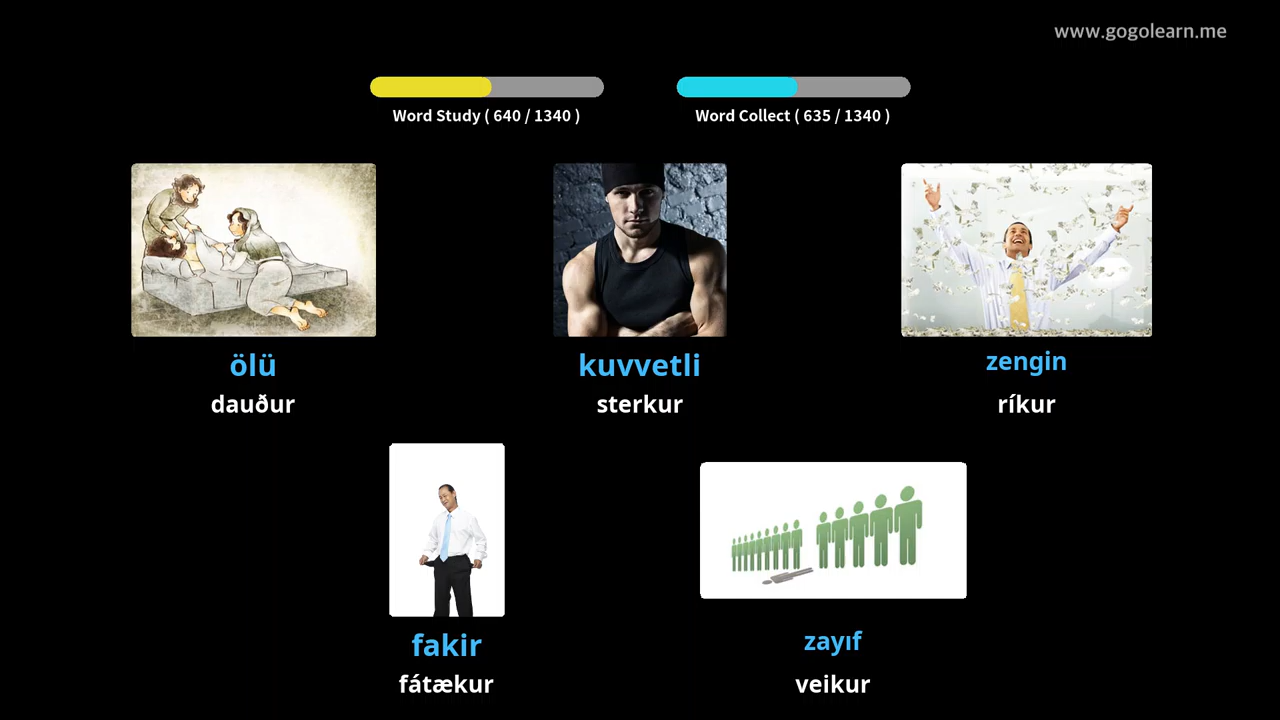 www.gogolearn.me
Word Study ( 640 / 1340 )
Word Collect ( 635 / 1340 )
ölü
kuvvetli
zengin
dauður
sterkur
ríkur
fakir
zayıf
fátækur
veikur